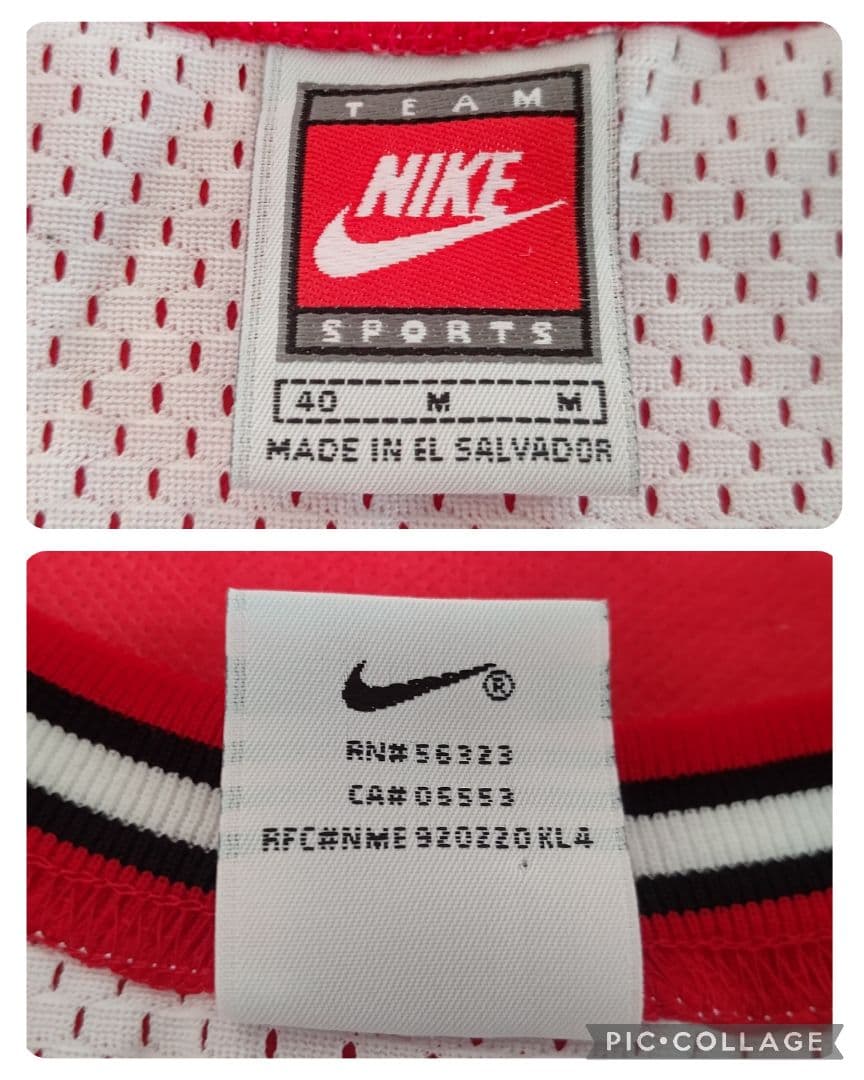 TEAM
NIKE
SPORTS
40 M M
MADE IN EL SALVADOR
®
RN#56323
CA#05553
RFC#NME920220KL4
PIC•COLLAGE